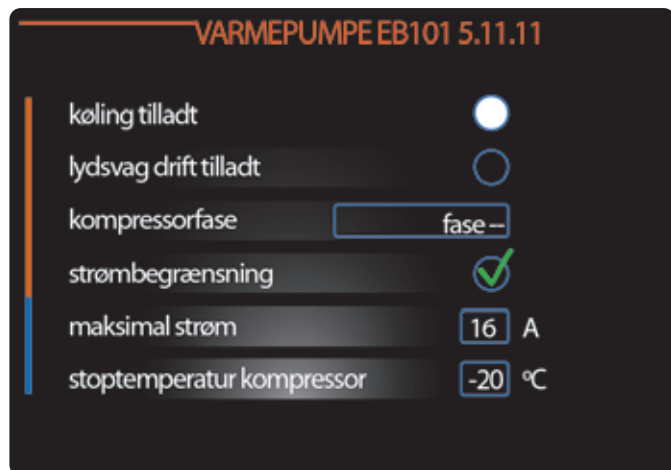 VARMEPUMPE EB101 5.11.11
køling tilladt
lydsvag drift tilladt
kompressorfase fase --
strømbegrænsning
maksimal strøm 16 A
stoptemperatur kompressor -20 °C